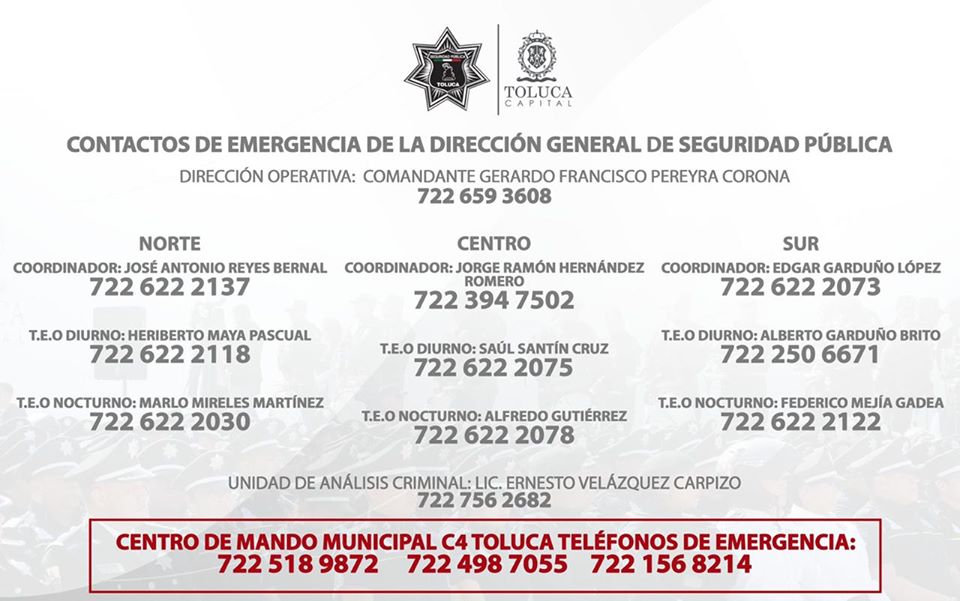 SEGURIDAD PÚBLICA
TOLUCA
TOLUCA
CAPITAL
CONTACTOS DE EMERGENCIA DE LA DIRECCIÓN GENERAL DE SEGURIDAD PÚBLICA
DIRECCIÓN OPERATIVA: COMANDANTE GERARDO FRANCISCO PEREYRA CORONA
722 659 3608
NORTE
COORDINADOR: JOSÉ ANTONIO REYES BERNAL
722 622 2137
T.E.O DIURNO: HERIBERTO MAYA PASCUAL
722 622 2118
T.E.O NOCTURNO: MARLO MIRELES MARTÍNEZ
722 622 2030
CENTRO
COORDINADOR: JORGE RAMÓN HERNÁNDEZ
ROMERO
722 394 7502
T.E.O DIURNO: SAÚL SANTÍN CRUZ
722 622 2075
T.E.O NOCTURNO: ALFREDO GUTIÉRREZ
722 622 2078
SUR
COORDINADOR: EDGAR GARDUÑO LÓPEZ
722 622 2073
T.E.O DIURNO: ALBERTO GARDUÑO BRITO
722 250 6671
T.E.O NOCTURNO: FEDERICO MEJÍA GADEA
722 622 2122
UNIDAD DE ANÁLISIS CRIMINAL: LIC. ERNESTO VELÁZQUEZ CARPIZO
722 756 2682
CENTRO DE MANDO MUNICIPAL C4 TOLUCA TELÉFONOS DE EMERGENCIA:
722 518 9872 722 498 7055 722 156 8214